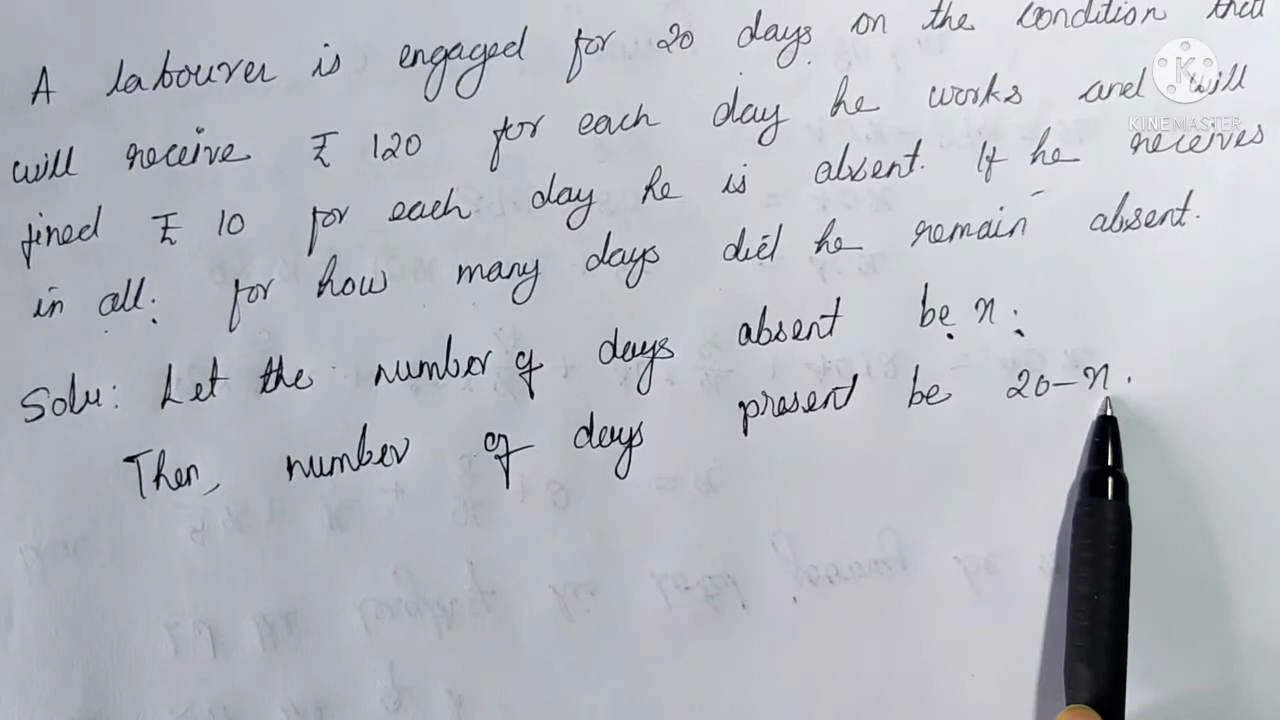 A labourer is engaged for 20 days on the condition that
will receive ₹ 120 for each day he works and will
fined ₹ 10 for each day he is absent. If he receives
in all. For how many days did he remain absent.
Solu: Let the number of days absent be x.
Then, number of days present be 20-x.
KINEMASTER